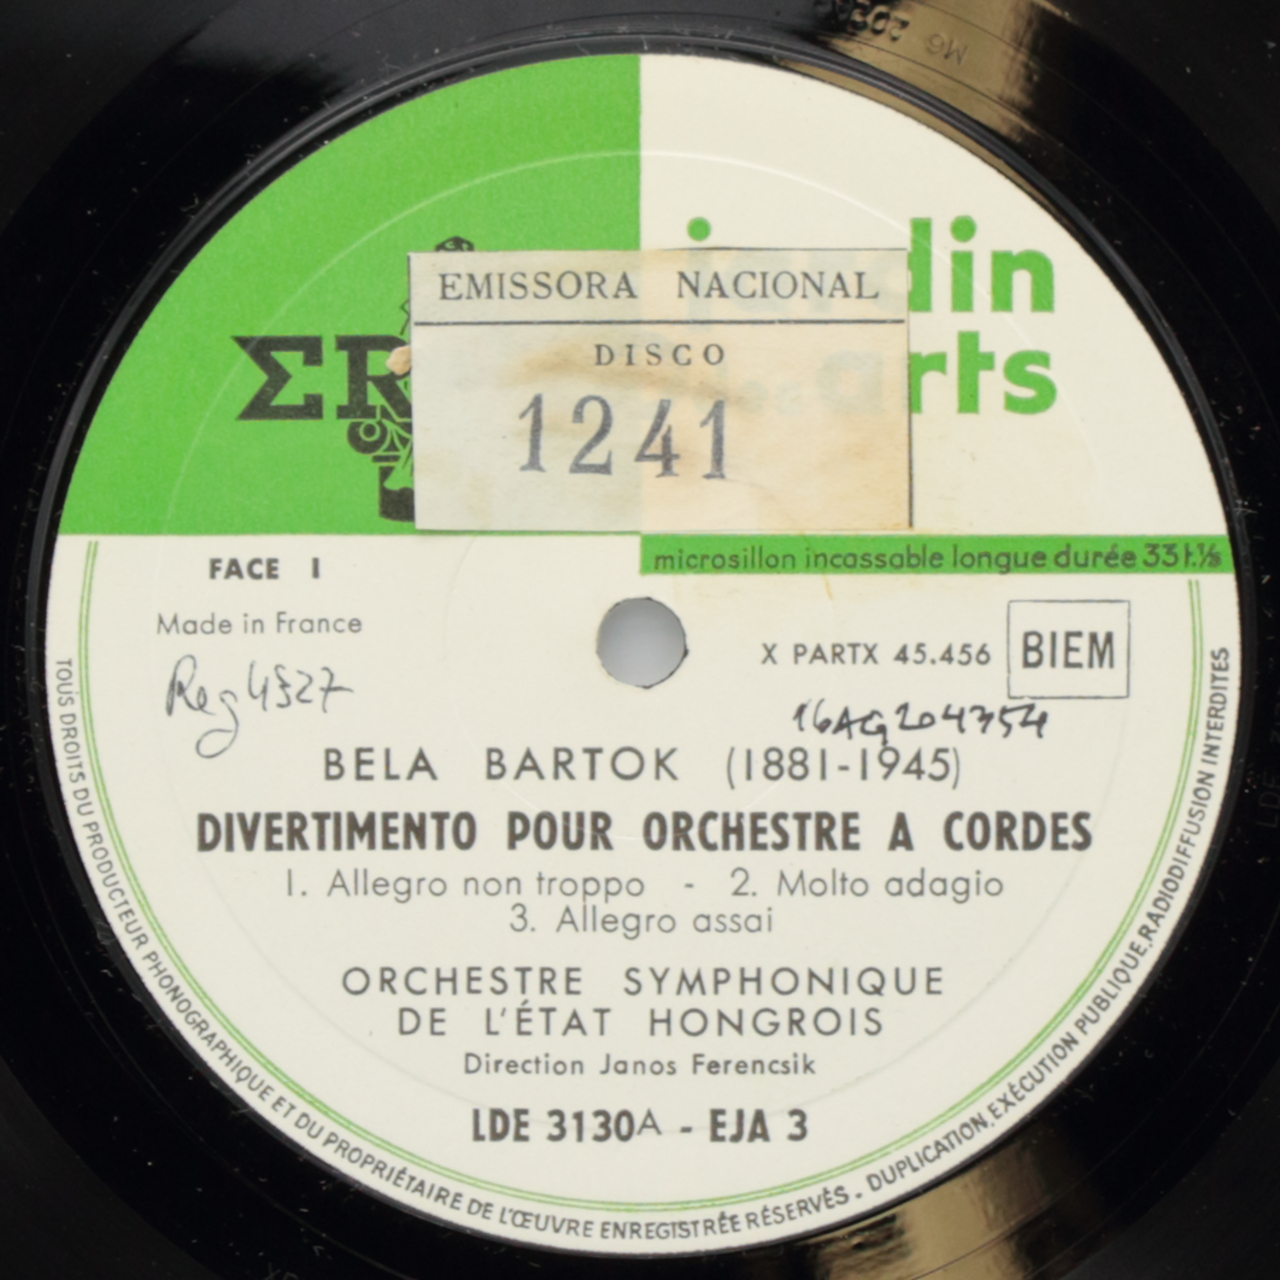 jardin
EMISSORA NACIONAL
DISCO
1241
arts
microsillon incassable longue durée 33 t.⅓
FACE I
Made in France
Reg 4527
X PARTX 45.456
BIEM
BELA BARTOK (1881-1945)
DIVERTIMENTO POUR ORCHESTRE A CORDES
1. Allegro non troppo - 2. Molto adagio
3. Allegro assai
ORCHESTRE SYMPHONIQUE
DE L'ÉTAT HONGROIS
Direction Janos Ferencsik
LDE 3130A - EJA 3
TOUS DROITS DU PRODUCTEUR PHONOGRAPHIQUE ET DU PROPRIÉTAIRE DE L'ŒUVRE ENREGISTRÉE RÉSERVÉS. DUPLICATION, EXÉCUTION PUBLIQUE, RADIODIFFUSION INTERDITES